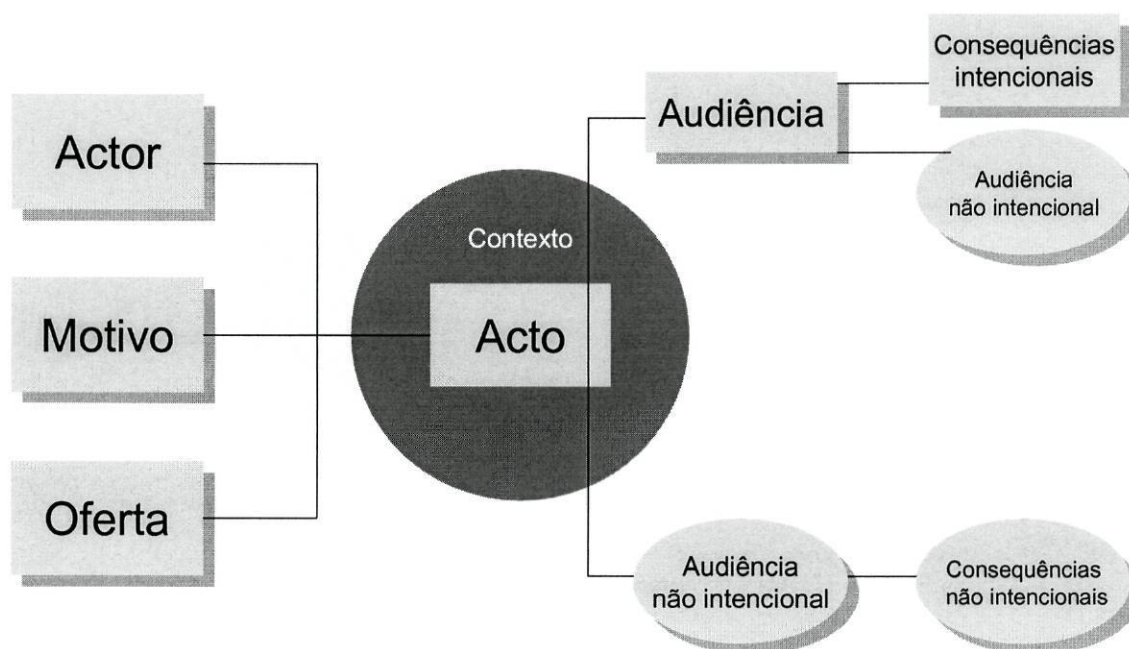 Actor
Motivo
Oferta
Contexto
Acto
Audiência
Consequências
intencionais
Audiência
não intencional
Audiência
não intencional
Consequências
não intencionais